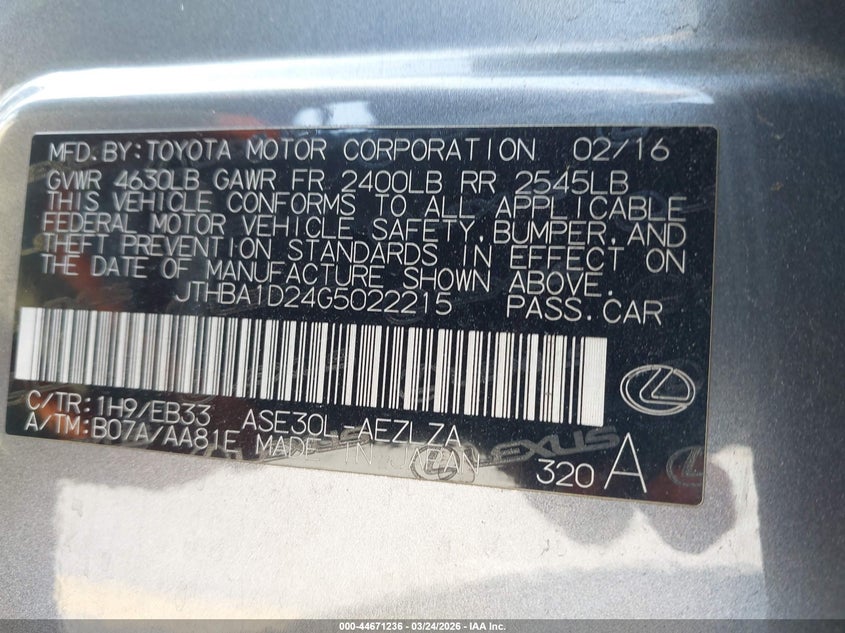 MFD.BY:TOYOTA MOTOR CORPORATION 02/16
GVWR 4630LB GAWR FR 2400LB RR 2545LB
THIS VEHICLE CONFORMS TO ALL APPLICABLE
FEDERAL MOTOR VEHICLE SAFETY,BUMPER,AND
THEFT PREVENTION STANDARDS IN EFFECT ON
THE DATE OF MANUFACTURE SHOWN ABOVE.
JTHBA1D24G5022215 PASS.CAR
C/TR:1H9/EB33 ASE30L-AEZLZA
A/TM:B07A/AA81E MADE IN JAPAN
LEXUS
320 A
000-44671236 - 03/24/2026 - IAA Inc.